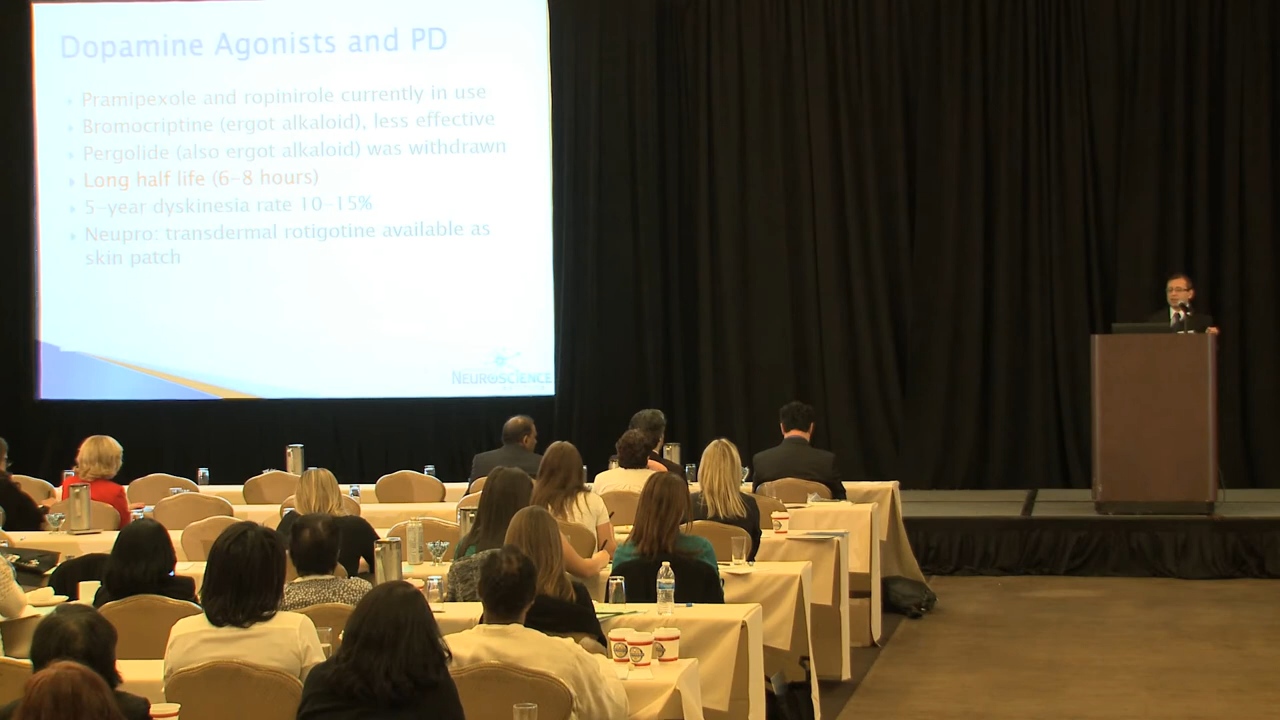 Dopamine Agonists and PD
Pramipexole and ropinirole currently in use
Bromocriptine (ergot alkaloid), less effective
Pergolide (also ergot alkaloid) was withdrawn
Long half life (6-8 hours)
5-year dyskinesia rate 10-15%
Neupro: transdermal rotigotine available as
skin patch
NEUROSCIENCE